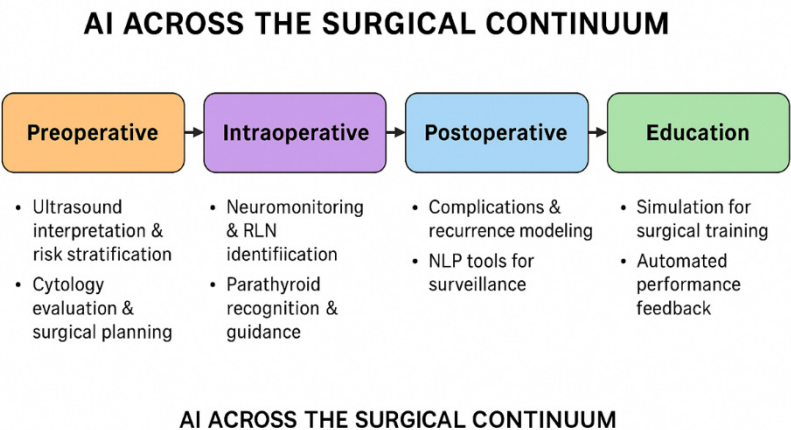 AI ACROSS THE SURGICAL CONTINUUM
Preoperative
Intraoperative
Postoperative
Education
• Ultrasound
interpretation &
risk stratification
• Cytology
evaluation &
surgical planning
• Neuromonitoring
& RLN
identifiication
• Parathyroid
recognition &
guidance
• Complications &
recurrence modeling
• NLP tools for
surveillance
• Simulation for
surgical training
• Automated
performance
feedback
AI ACROSS THE SURGICAL CONTINUUM